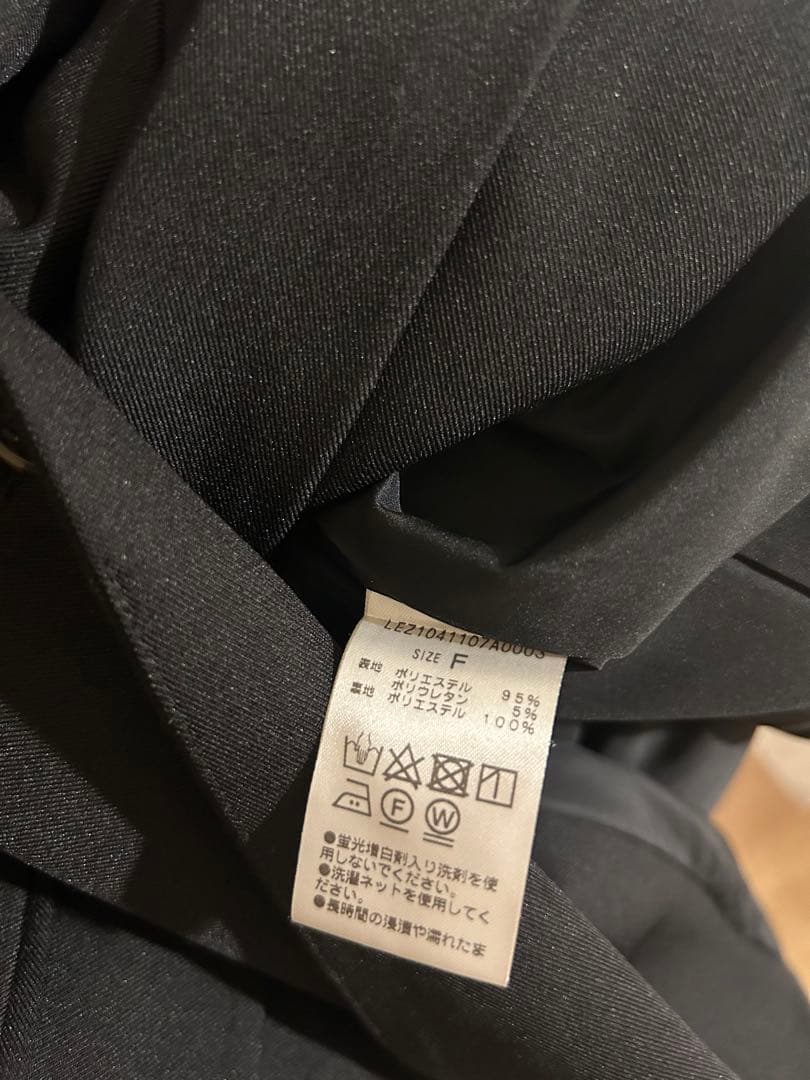 LEZ1041107A0003
SIZE F
表地 ポリエステル 95%
ポリウレタン 5%
裏地 ポリエステル 100%
F W
●蛍光増白剤入り洗剤を使
用しないでください。
●洗濯ネットを使用してく
ださい。
●長時間の浸漬や濡れたま